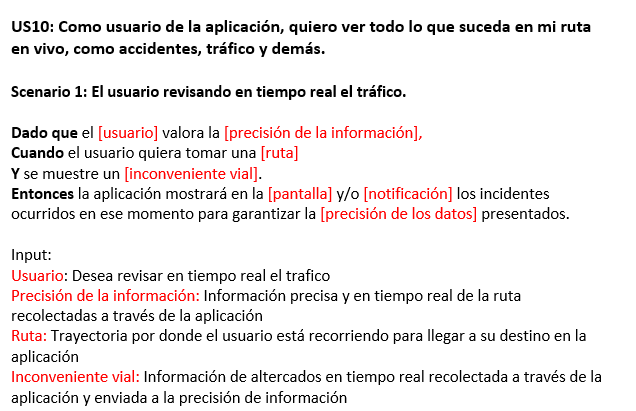 US10: Como usuario de la aplicación, quiero ver todo lo que suceda en mi ruta
en vivo, como accidentes, tráfico y demás.
Scenario 1: El usuario revisando en tiempo real el tráfico.
Dado que el [usuario] valora la [precisión de la información],
Cuando el usuario quiera tomar una [ruta]
Y se muestre un [inconveniente vial].
Entonces la aplicación mostrará en la [pantalla] y/o [notificación] los incidentes
ocurridos en ese momento para garantizar la [precisión de los datos] presentados.
Input:
Usuario: Desea revisar en tiempo real el trafico
Precisión de la información: Información precisa y en tiempo real de la ruta
recolectadas a través de la aplicación
Ruta: Trayectoria por donde el usuario está recorriendo para llegar a su destino en la
aplicación
Inconveniente vial: Información de altercados en tiempo real recolectada a través de la
aplicación y enviada a la precisión de información